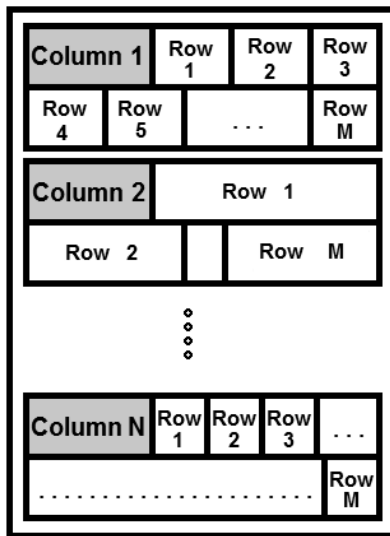 Column 1 Row 1 Row 2 Row 3
Row 4 Row 5 ... Row M
Column 2 Row 1
Row 2 Row M
Column N Row 1 Row 2 Row 3 ...
....................... Row M